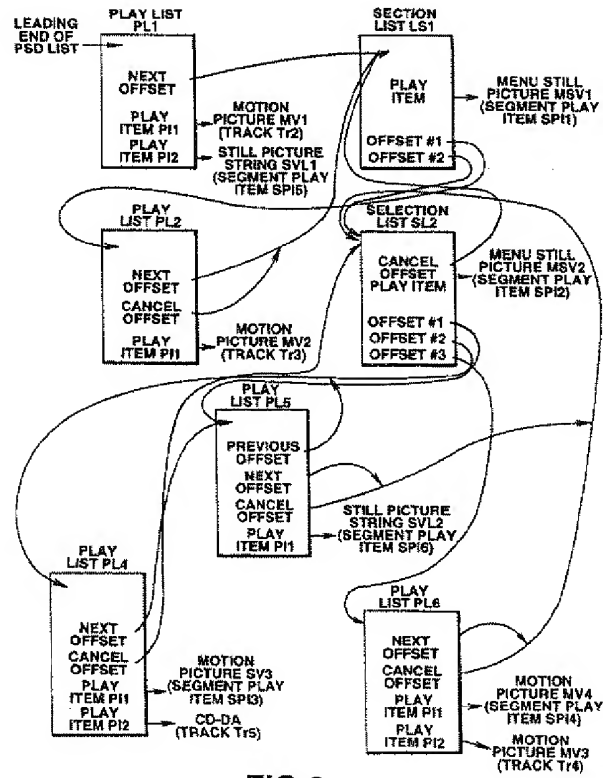 LEADING
END OF
PSD LIST
PLAY LIST
PL1
NEXT
OFFSET
PLAY
ITEM PI1
PLAY
ITEM PI2
MOTION
PICTURE MV1
(TRACK Tr2)
STILL PICTURE
STRING SVL1
(SEGMENT PLAY
ITEM SPI5)
SECTION
LIST LS1
PLAY
ITEM
OFFSET #1
OFFSET #2
MENU STILL
PICTURE MSV1
(SEGMENT PLAY
ITEM SPI1)
PLAY
LIST PL2
NEXT
OFFSET
CANCEL
OFFSET
PLAY
ITEM PI1
MOTION
PICTURE MV2
(TRACK Tr3)
SELECTION
LIST SL2
CANCEL
OFFSET
PLAY ITEM
OFFSET #1
OFFSET #2
OFFSET #3
MENU STILL
PICTURE MSV2
(SEGMENT PLAY
ITEM SPI2)
PLAY
LIST PL5
PREVIOUS
OFFSET
NEXT
OFFSET
CANCEL
OFFSET
PLAY
ITEM PI1
STILL PICTURE
STRING SVL2
(SEGMENT PLAY
ITEM SPI6)
PLAY
LIST PL4
NEXT
OFFSET
CANCEL
OFFSET
PLAY
ITEM PI1
PLAY
ITEM PI2
MOTION
PICTURE SV3
(SEGMENT PLAY
ITEM SPI3)
CD-DA
(TRACK Tr5)
PLAY
LIST PL6
NEXT
OFFSET
CANCEL
OFFSET
PLAY
ITEM PI1
PLAY
ITEM PI2
MOTION
PICTURE MV4
(SEGMENT PLAY
ITEM SPI4)
MOTION
PICTURE MV3
(TRACK Tr4)